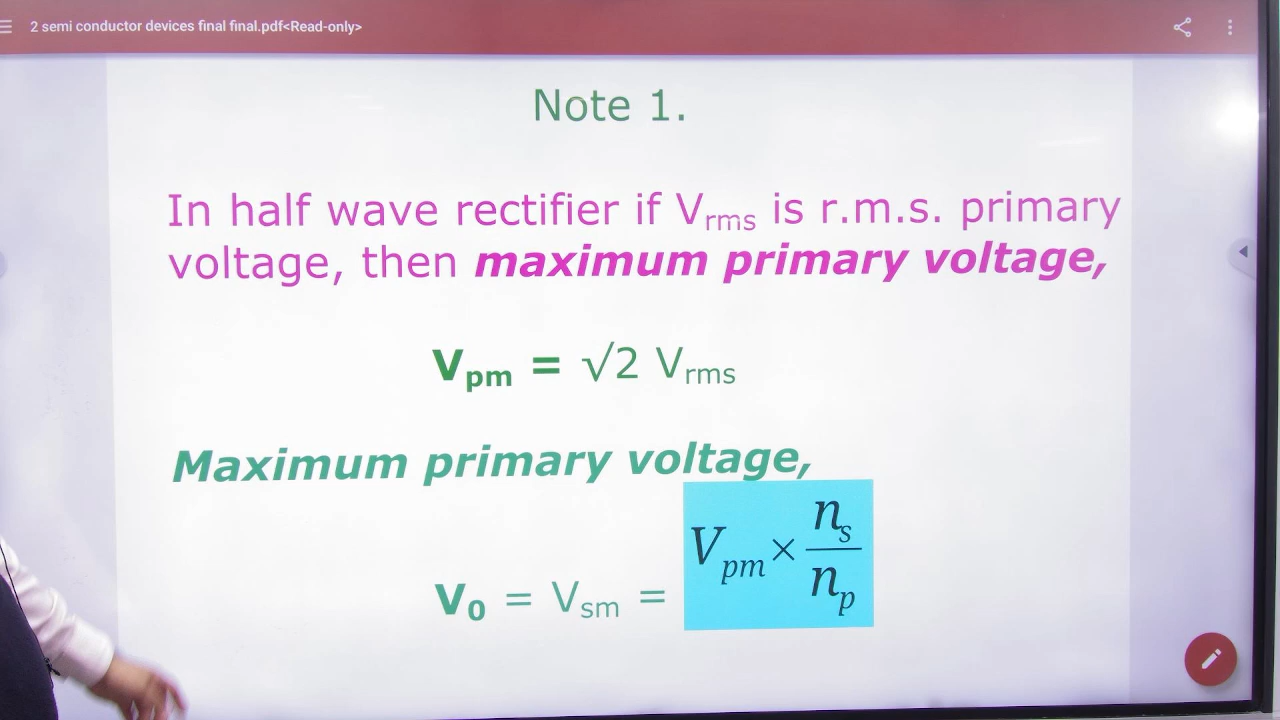 2 semi conductor devices final final.pdf<Read-only>
Note 1.
In half wave rectifier if Vrms is r.m.s. primary
voltage, then maximum primary voltage,
Vpm = √2 Vrms
Maximum primary voltage,
V0 = Vsm = Vpm × ns/np